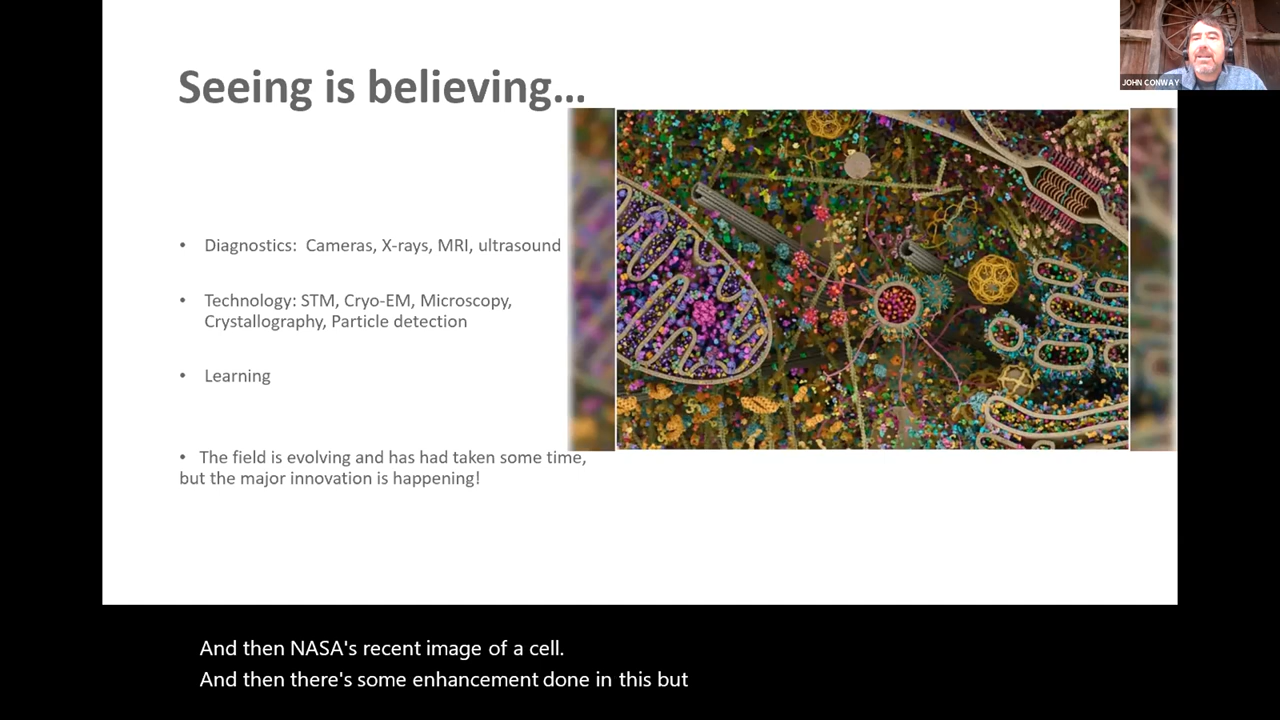 Seeing is believing...
JOHN CONWAY
• Diagnostics: Cameras, X-rays, MRI, ultrasound
• Technology: STM, Cryo-EM, Microscopy,
Crystallography, Particle detection
• Learning
• The field is evolving and has had taken some time,
but the major innovation is happening!
And then NASA's recent image of a cell.
And then there's some enhancement done in this but